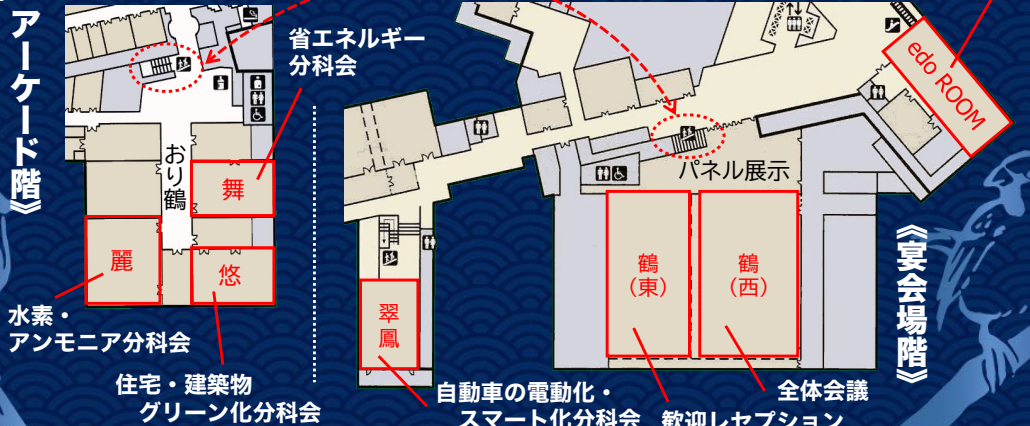 アーケード階》
省エネルギー
分科会
おり鶴
舞
麗
悠
水素・
アンモニア分科会
住宅・建築物
グリーン化分科会
edo ROOM
パネル展示
鶴
（東）
鶴
（西）
翠
鳳
自動車の電動化・
スマート化分科会
歓迎レセプション
全体会議
《宴会場階》